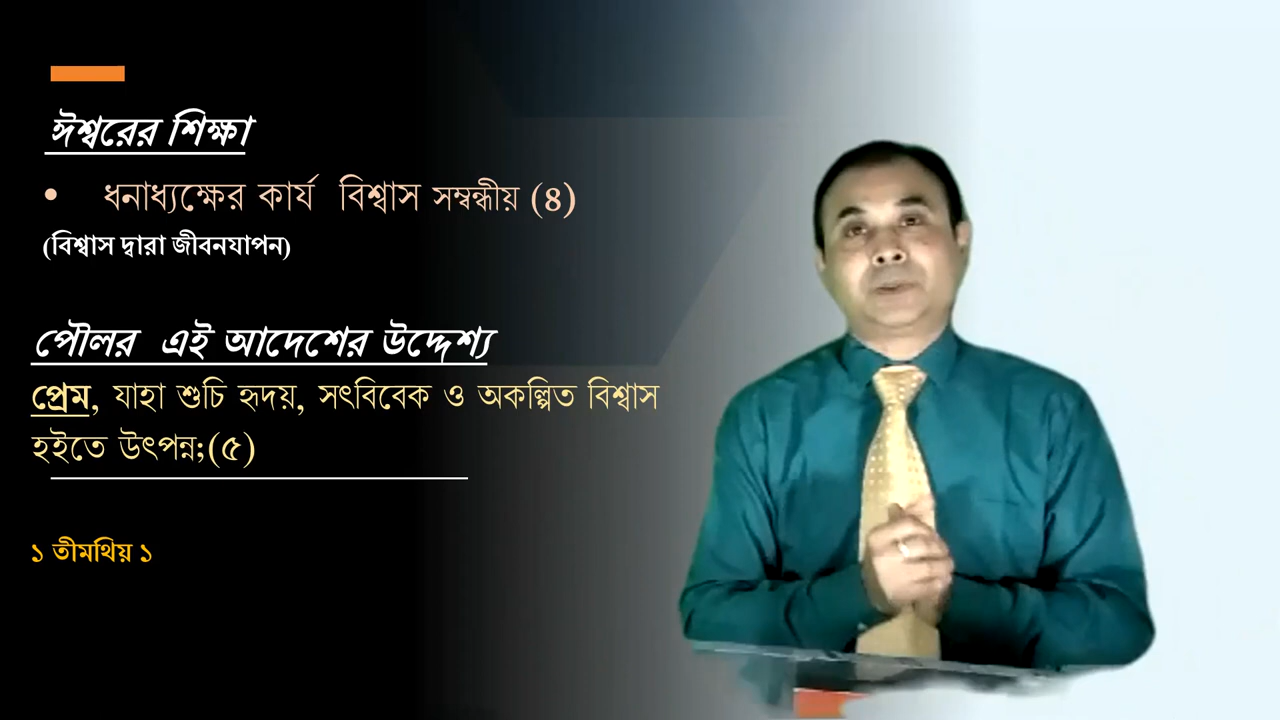 ঈশ্বরের শিক্ষা
• ধনাধ্যক্ষের কার্য বিশ্বাস সম্বন্ধীয় (৪)
(বিশ্বাস দ্বারা জীবনযাপন)
পৌলর এই আদেশের উদ্দেশ্য
প্রেম, যাহা শুচি হৃদয়, সৎবিবেক ও অকল্পিত বিশ্বাস
হইতে উৎপন্ন;(৫)
১ তীমথিয় ১